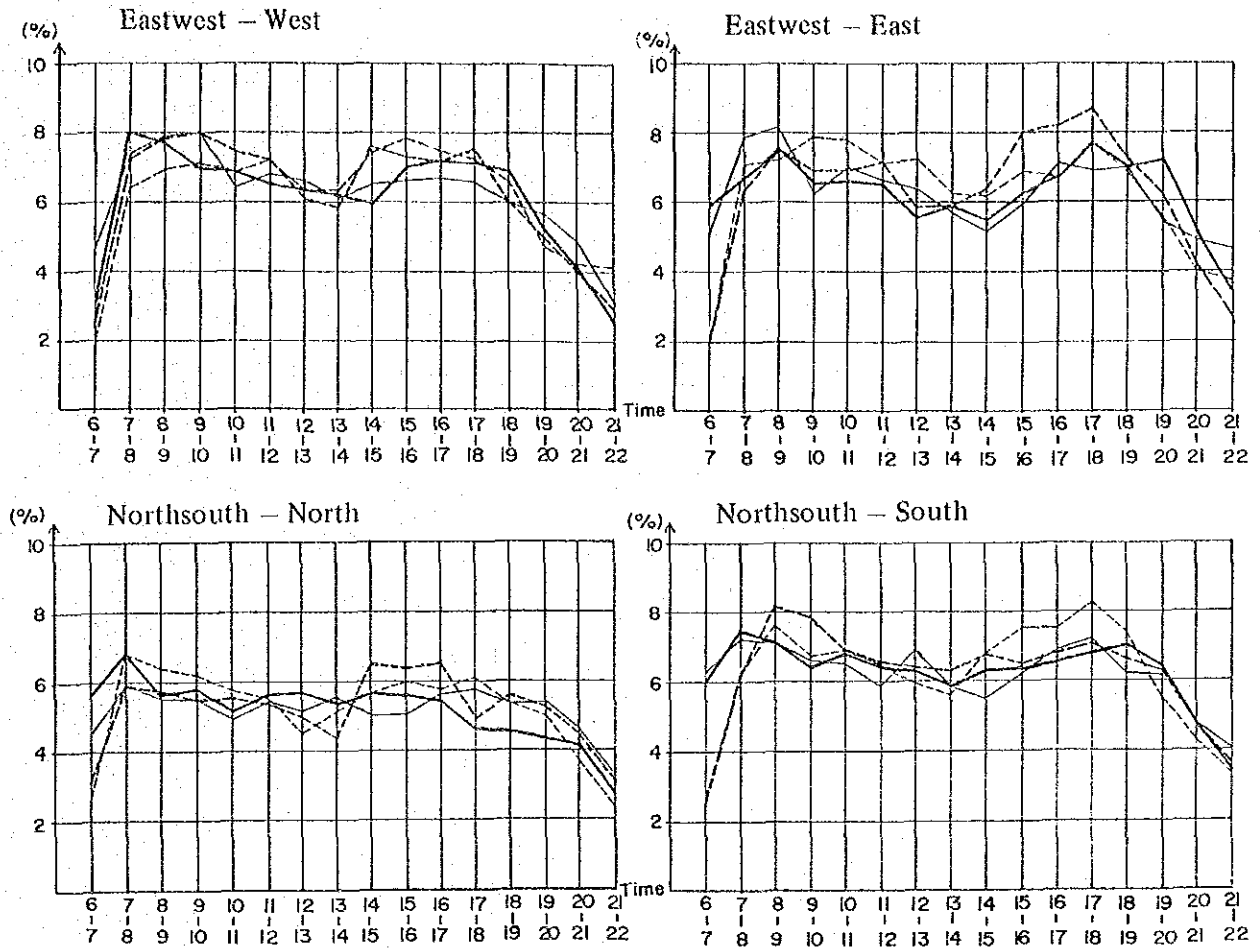 Eastwest – West
(%)
10
8
6
4
2
6 7 8 9 10 11 12 13 14 15 16 17 18 19 20 21
7 8 9 10 11 12 13 14 15 16 17 18 19 20 21 22
Time
Eastwest – East
(%)
10
8
6
4
2
6 7 8 9 10 11 12 13 14 15 16 17 18 19 20 21
7 8 9 10 11 12 13 14 15 16 17 18 19 20 21 22
Northsouth – North
(%)
10
8
6
4
2
6 7 8 9 10 11 12 13 14 15 16 17 18 19 20 21
7 8 9 10 11 12 13 14 15 16 17 18 19 20 21 22
Time
Northsouth – South
(%)
10
8
6
4
2
6 7 8 9 10 11 12 13 14 15 16 17 18 19 20 21
7 8 9 10 11 12 13 14 15 16 17 18 19 20 21 22